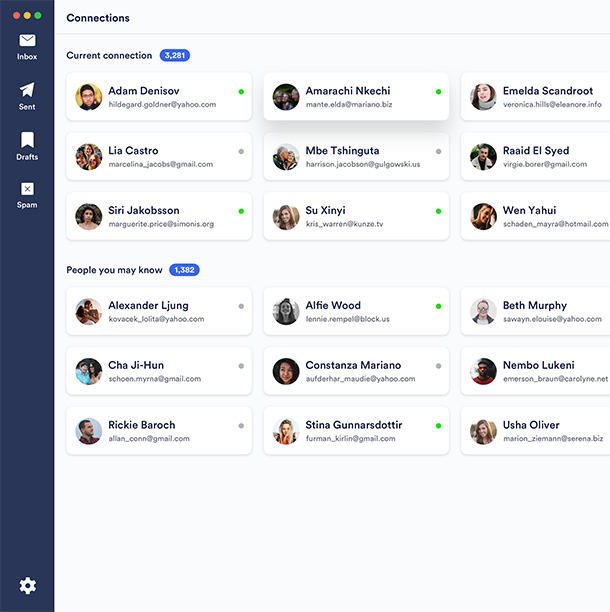 Connections
Inbox
Sent
Drafts
Spam
Current connection 3,281
Adam Denisov
hildegard.goldner@yahoo.com
Amarachi Nkechi
mante.elda@mariano.biz
Emelda Scandroot
veronica.hills@eleanore.info
Lia Castro
marcelina_jacobs@gmail.com
Mbe Tshinguta
harrison.jacobson@gulgowski.us
Raaid El Syed
virgie.borer@gmail.com
Siri Jakobsson
marguerite.price@simonis.org
Su Xinyi
kris_warren@kunze.tv
Wen Yahui
schaden_mayra@hotmail.com
People you may know 1,382
Alexander Ljung
kovacek_lolita@yahoo.com
Alfie Wood
lennie.rempel@block.us
Beth Murphy
sawayn.elouise@yahoo.com
Cha Ji-Hun
schoen.myrna@gmail.com
Constanza Mariano
aufderhar_maudie@yahoo.com
Nembo Lukeni
emerson_braun@carolyne.net
Rickie Baroch
allan_conn@gmail.com
Stina Gunnarsdottir
furman_kirlin@gmail.com
Usha Oliver
marion_ziemann@serena.biz